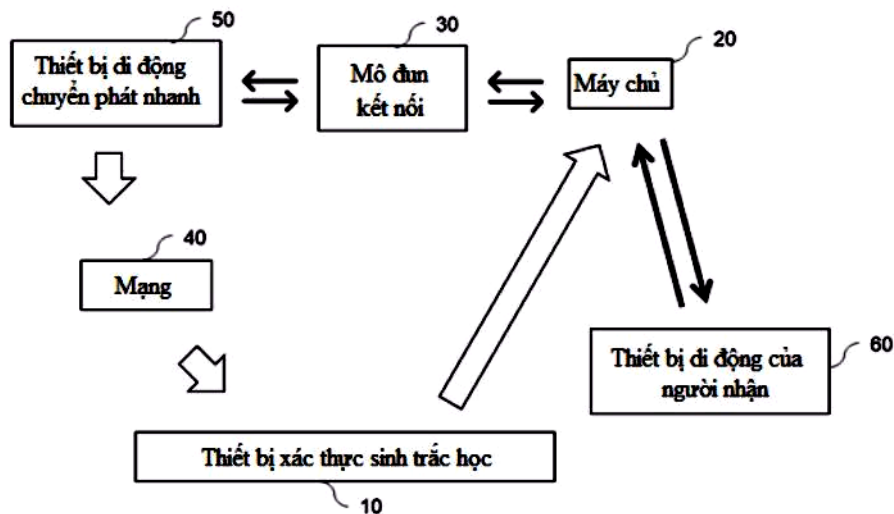 50
Thiết bị di động
chuyển phát nhanh
30
Mô đun
kết nối
20
Máy chủ
40
Mạng
60
Thiết bị di động của
người nhận
Thiết bị xác thực sinh trắc học
10